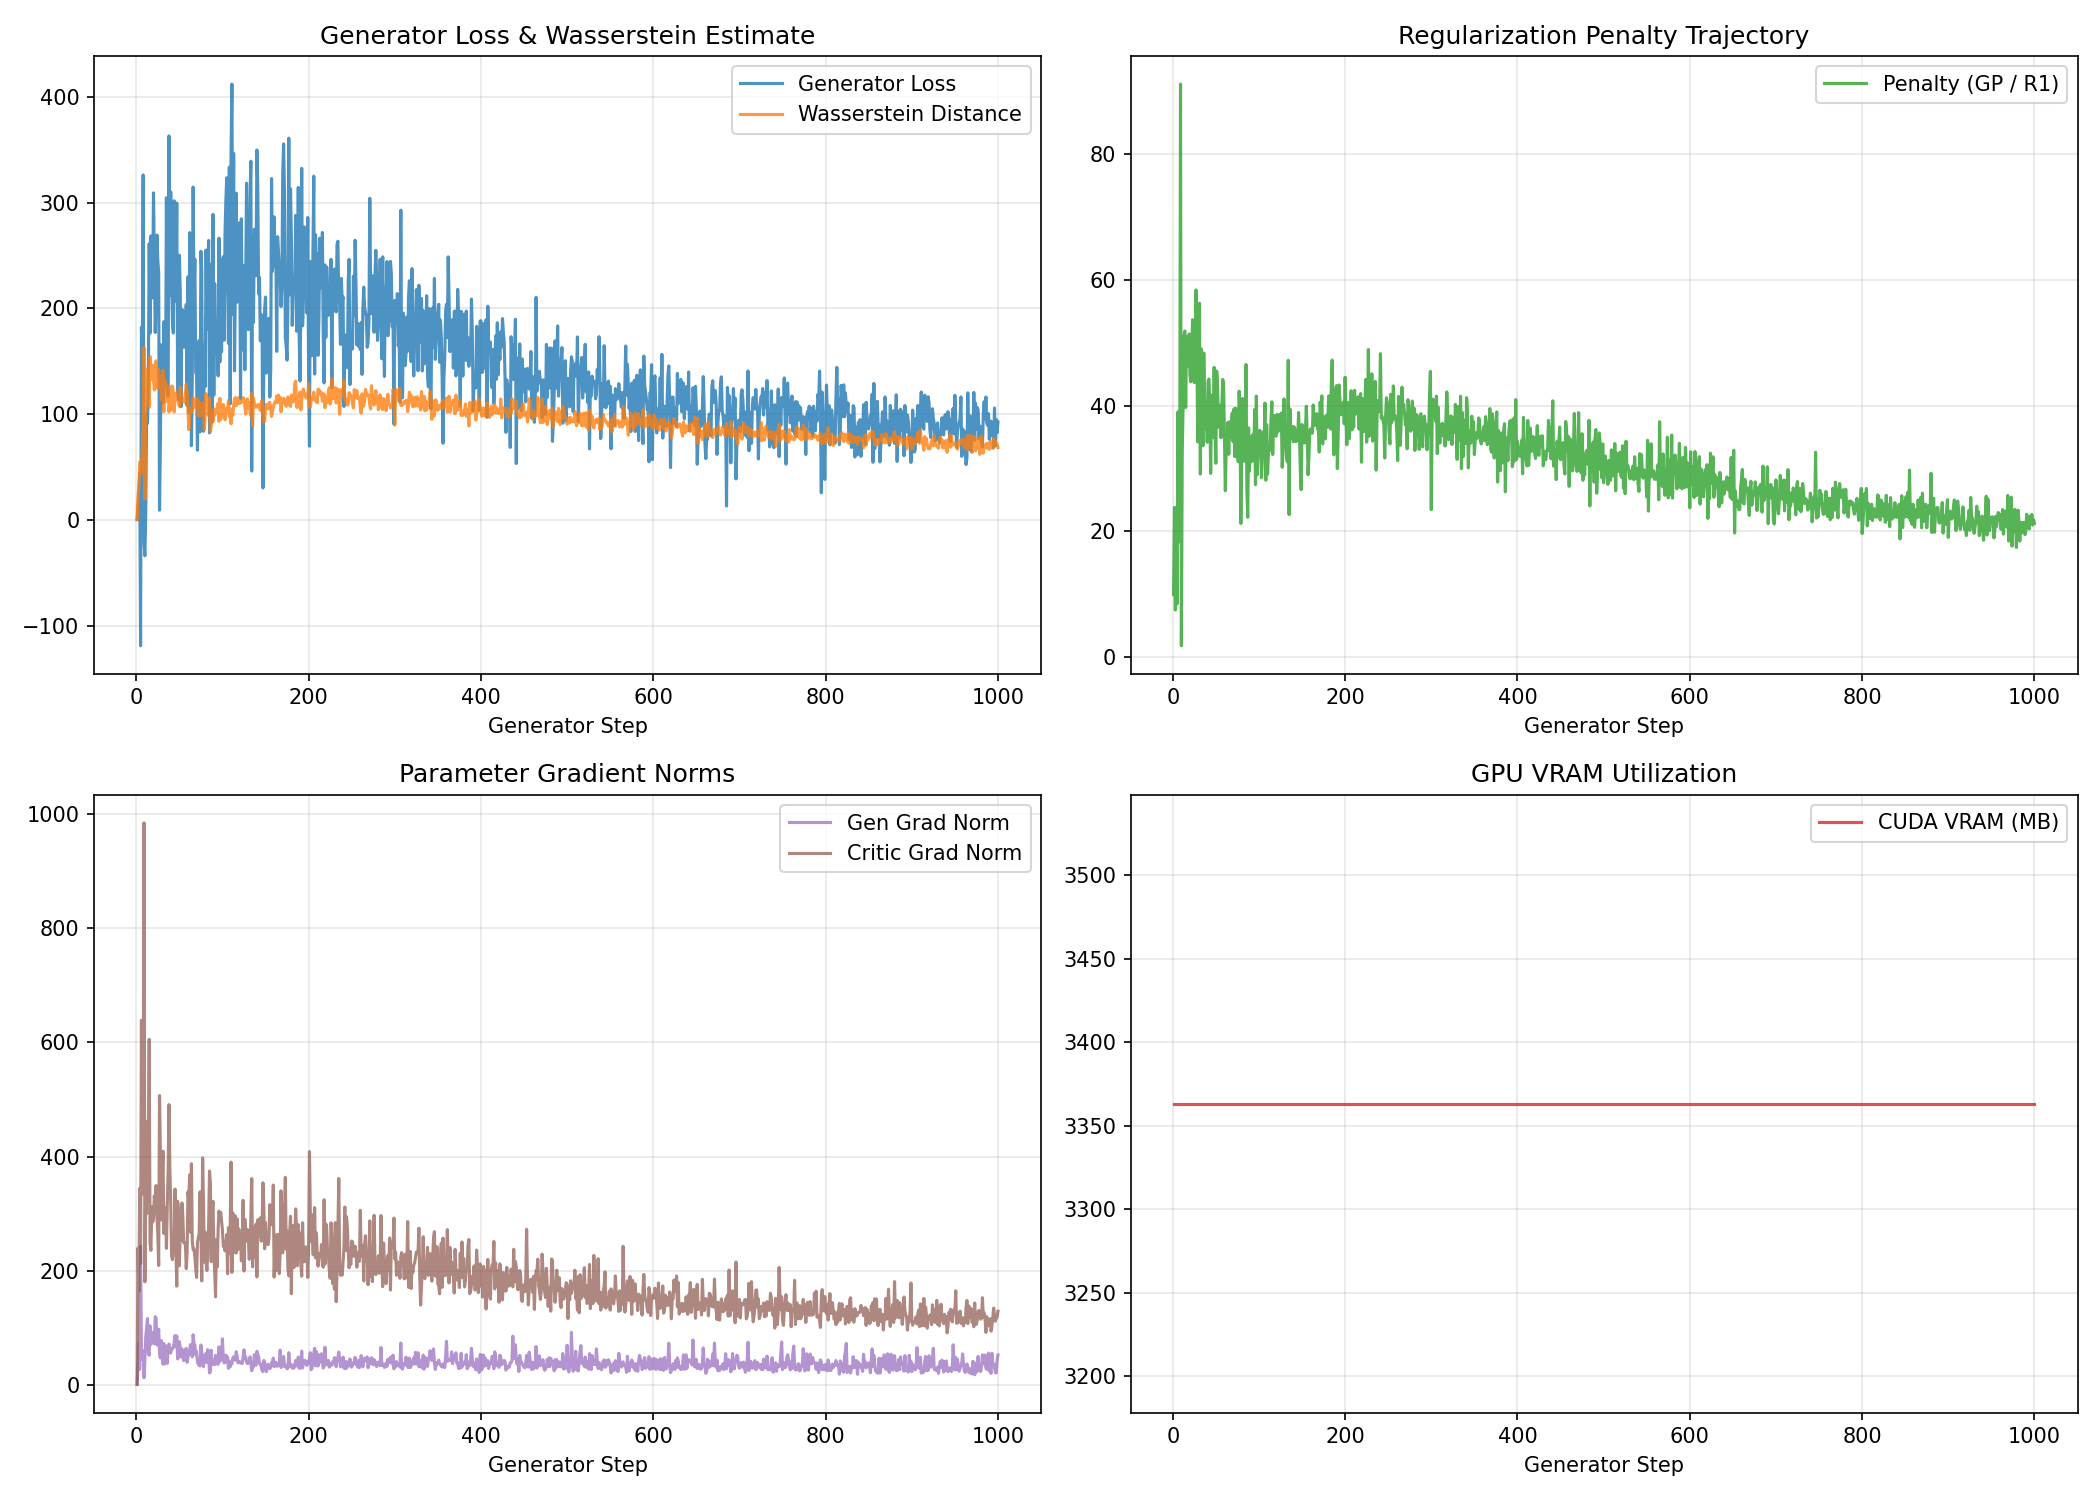 Generator Loss & Wasserstein Estimate
Generator Loss
Wasserstein Distance
400
300
200
100
0
−100
0 200 400 600 800 1000
Generator Step
Regularization Penalty Trajectory
Penalty (GP / R1)
80
60
40
20
0
0 200 400 600 800 1000
Generator Step
Parameter Gradient Norms
Gen Grad Norm
Critic Grad Norm
1000
800
600
400
200
0
0 200 400 600 800 1000
Generator Step
GPU VRAM Utilization
CUDA VRAM (MB)
3500
3450
3400
3350
3300
3250
3200
0 200 400 600 800 1000
Generator Step